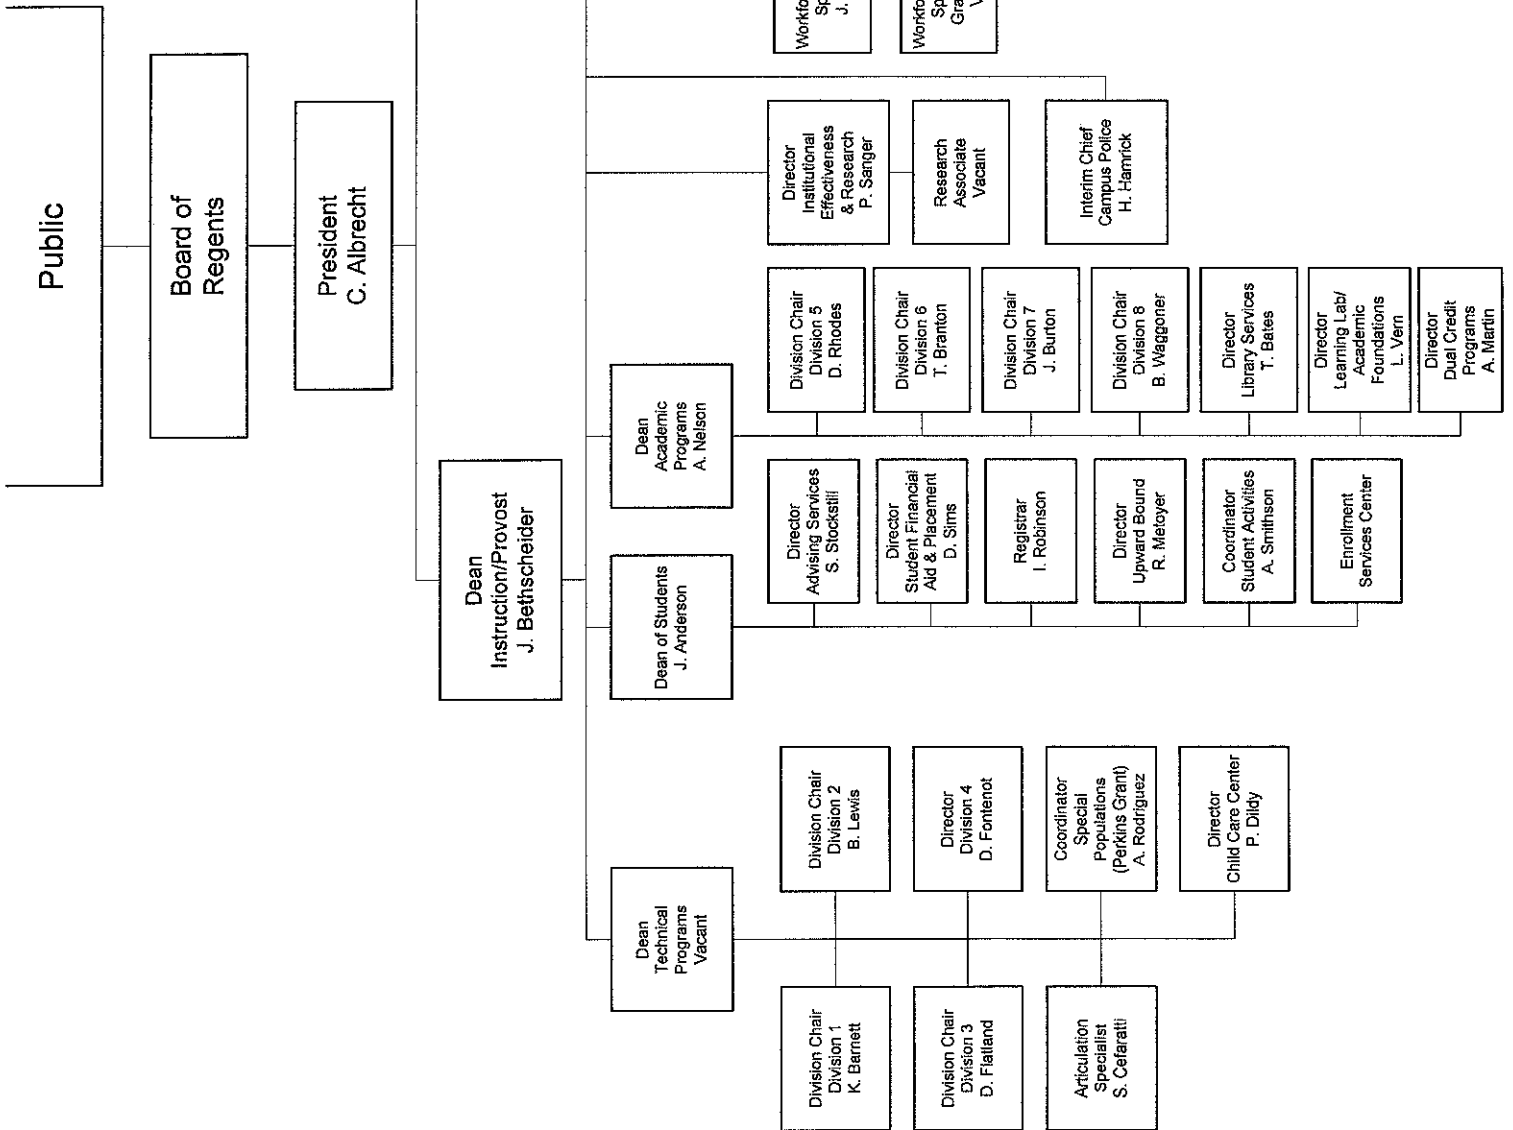 Public
Board of
Regents
President
C. Albrecht
Dean
Instruction/Provost
J. Bethscheider
Dean
Technical
Programs
Vacant
Dean of Students
J. Anderson
Dean
Academic
Programs
A. Nelson
Division Chair
Division 1
K. Barnett
Division Chair
Division 2
B. Lewis
Division Chair
Division 3
D. Flatland
Director
Division 4
D. Fontenot
Articulation
Specialist
S. Cefaratti
Coordinator
Special
Populations
(Perkins Grant)
A. Rodriguez
Director
Child Care Center
P. Dildy
Director
Advising Services
S. Stockstill
Director
Student Financial
Aid & Placement
D. Sims
Registrar
I. Robinson
Director
Upward Bound
R. Metoyer
Coordinator
Student Activities
A. Smithson
Enrollment
Services Center
Division Chair
Division 5
D. Rhodes
Division Chair
Division 6
T. Branton
Division Chair
Division 7
J. Burton
Division Chair
Division 8
B. Waggoner
Director
Library Services
T. Bates
Director
Learning Lab/
Academic
Foundations
L. Vern
Director
Dual Credit
Programs
A. Martin
Director
Institutional
Effectiveness
& Research
P. Sanger
Research
Associate
Vacant
Interim Chief
Campus Police
H. Hamrick
Workfo
Sp
J.
Workfo
Sp
Gra
V